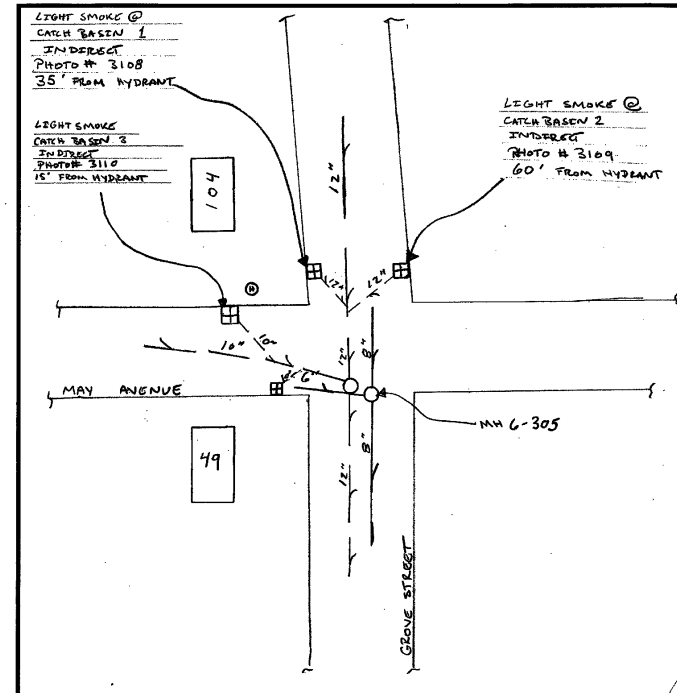 LIGHT SMOKE @
CATCH BASIN 1
INDIRECT
PHOTO # 3108
35' FROM HYDRANT
LIGHT SMOKE @
CATCH BASIN 2
INDIRECT
PHOTO # 3109
60' FROM HYDRANT
LIGHT SMOKE
CATCH BASIN 3
INDIRECT
PHOTO# 3110
15' FROM HYDRANT
104
12"
12"
12"
H
10"
12"
8"
6"
MAY AVENUE
MH 6-305
49
12"
8"
GROVE STREET